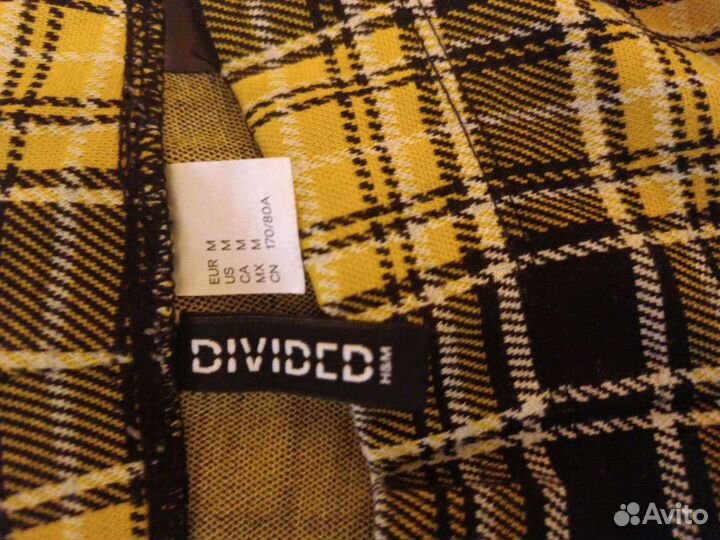 EUR M
US M
CA M
MX M
CN 170/80A
DIVIDED
H&M
Avito